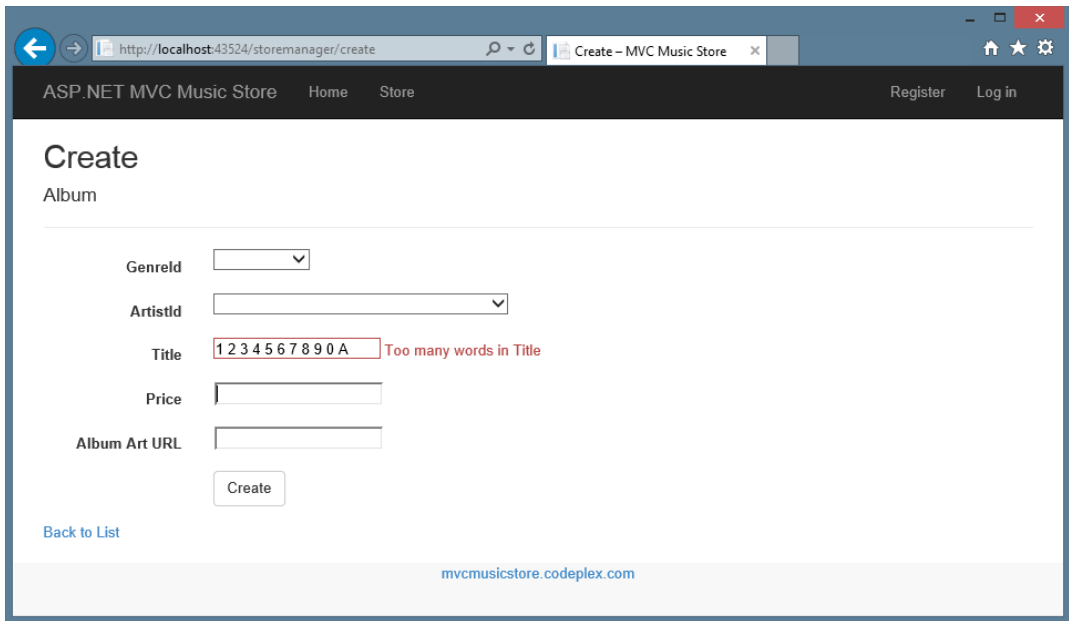 http://localhost:43524/storemanager/create
Create – MVC Music Store
ASP.NET MVC Music Store Home Store Register Log in
Create
Album
GenreId
ArtistId
Title 1 2 3 4 5 6 7 8 9 0 A Too many words in Title
Price
Album Art URL
Create
Back to List
mvcmusicstore.codeplex.com